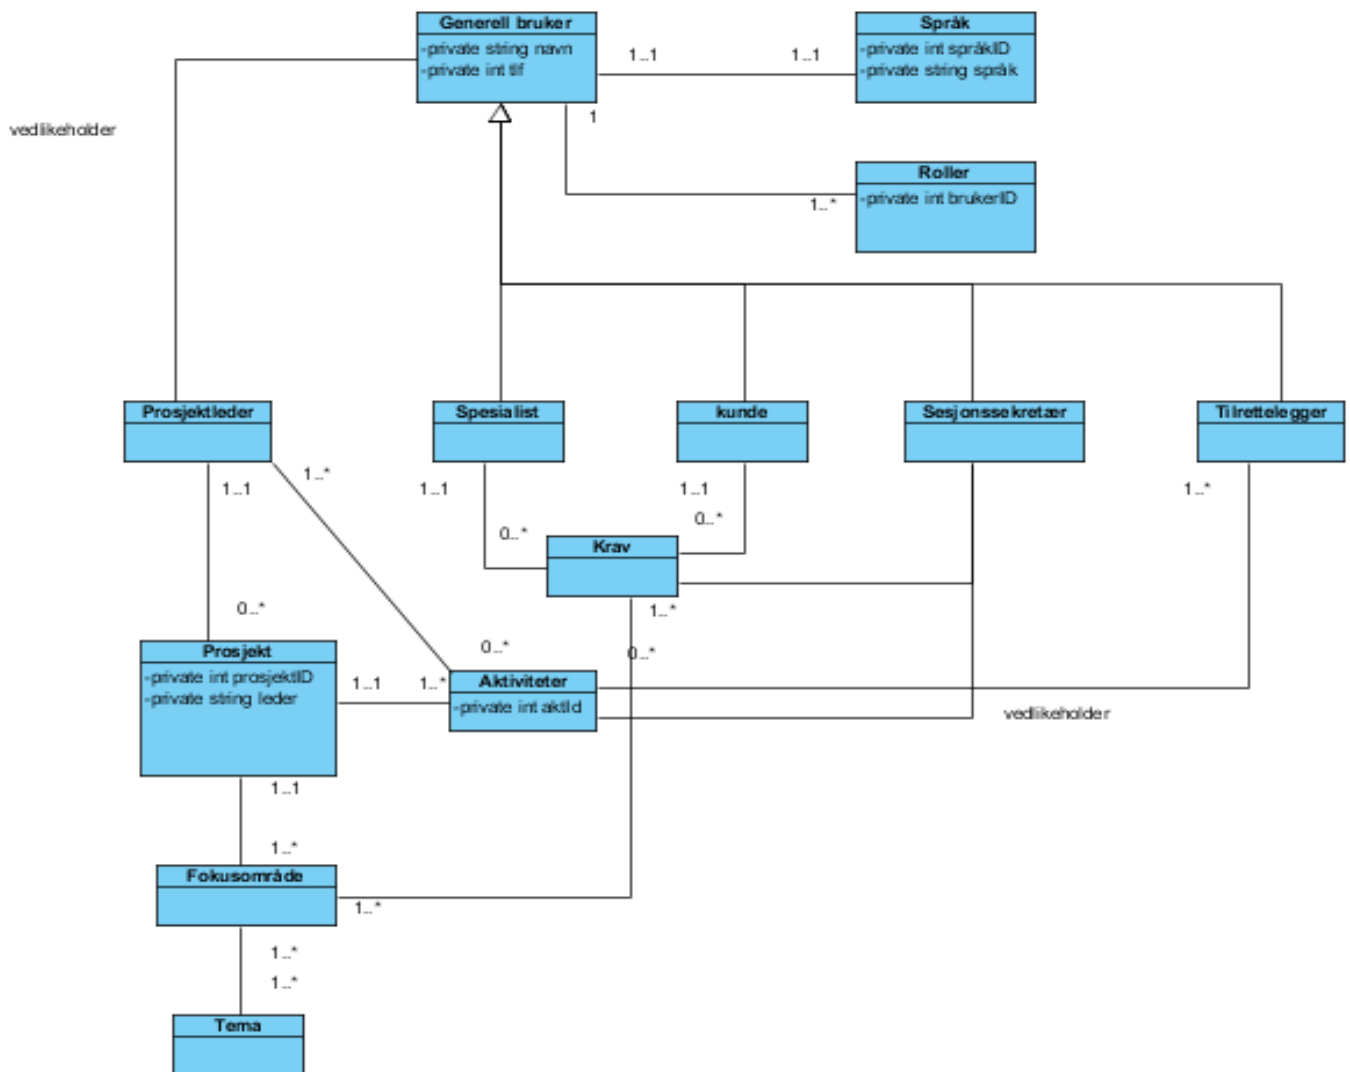 Generell bruker
-private string navn
-private int tlf
Språk
-private int språkID
-private string språk
1..1
1..1
vedlikeholder
1
Roller
-private int brukerID
1..*
Prosjektleder
Spesialist
kunde
Sesjonssekretær
Tilrettelegger
1..1
1..*
1..1
1..1
1..*
0..*
0..*
Krav
0..*
1..*
0..*
0..*
Prosjekt
-private int prosjektID
-private string leder
1..1
1..*
Aktiviteter
-private int aktId
vedlikeholder
1..1
1..*
Fokusområde
1..*
1..*
1..*
Tema